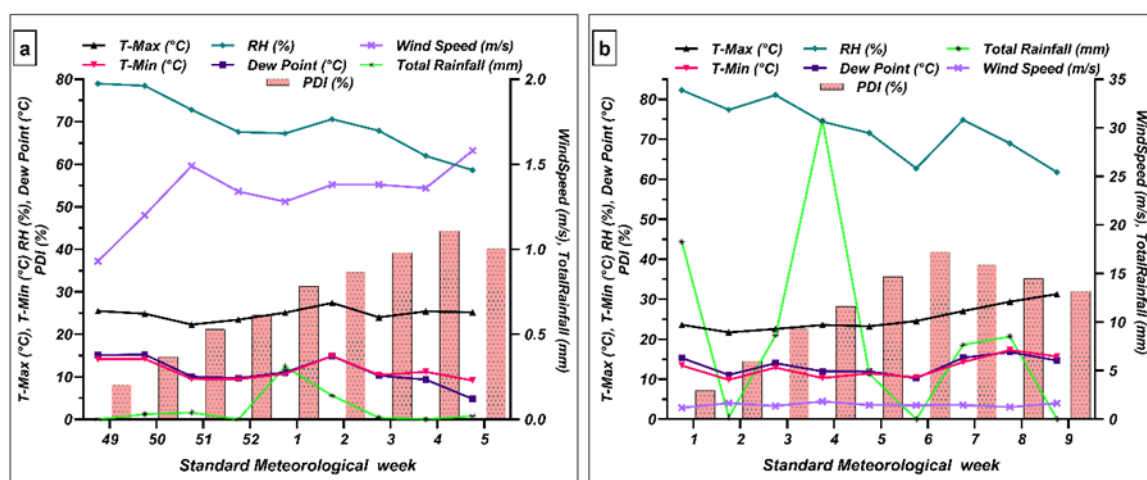 a
T-Max (°C) RH (%) Wind Speed (m/s)
T-Min (°C) Dew Point (°C) Total Rainfall (mm)
PDI (%)
80
70
60
50
40
30
20
10
0
T-Max (°C), T-Min (°C) RH (%), Dew Point (°C)
PDI (%)
2.0
1.5
1.0
0.5
0.0
WindSpeed (m/s), TotalRainfall (mm)
49 50 51 52 1 2 3 4 5
Standard Meteorological week
b
T-Max (°C) RH (%) Total Rainfall (mm)
T-Min (°C) Dew Point (°C) Wind Speed (m/s)
PDI (%)
80
70
60
50
40
30
20
10
0
T-Max (°C), T-Min (°C) RH (%), Dew Point (°C)
PDI (%)
35
30
25
20
15
10
5
0
WindSpeed (m/s), TotalRainfall (mm)
1 2 3 4 5 6 7 8 9
Standard Meteorological week